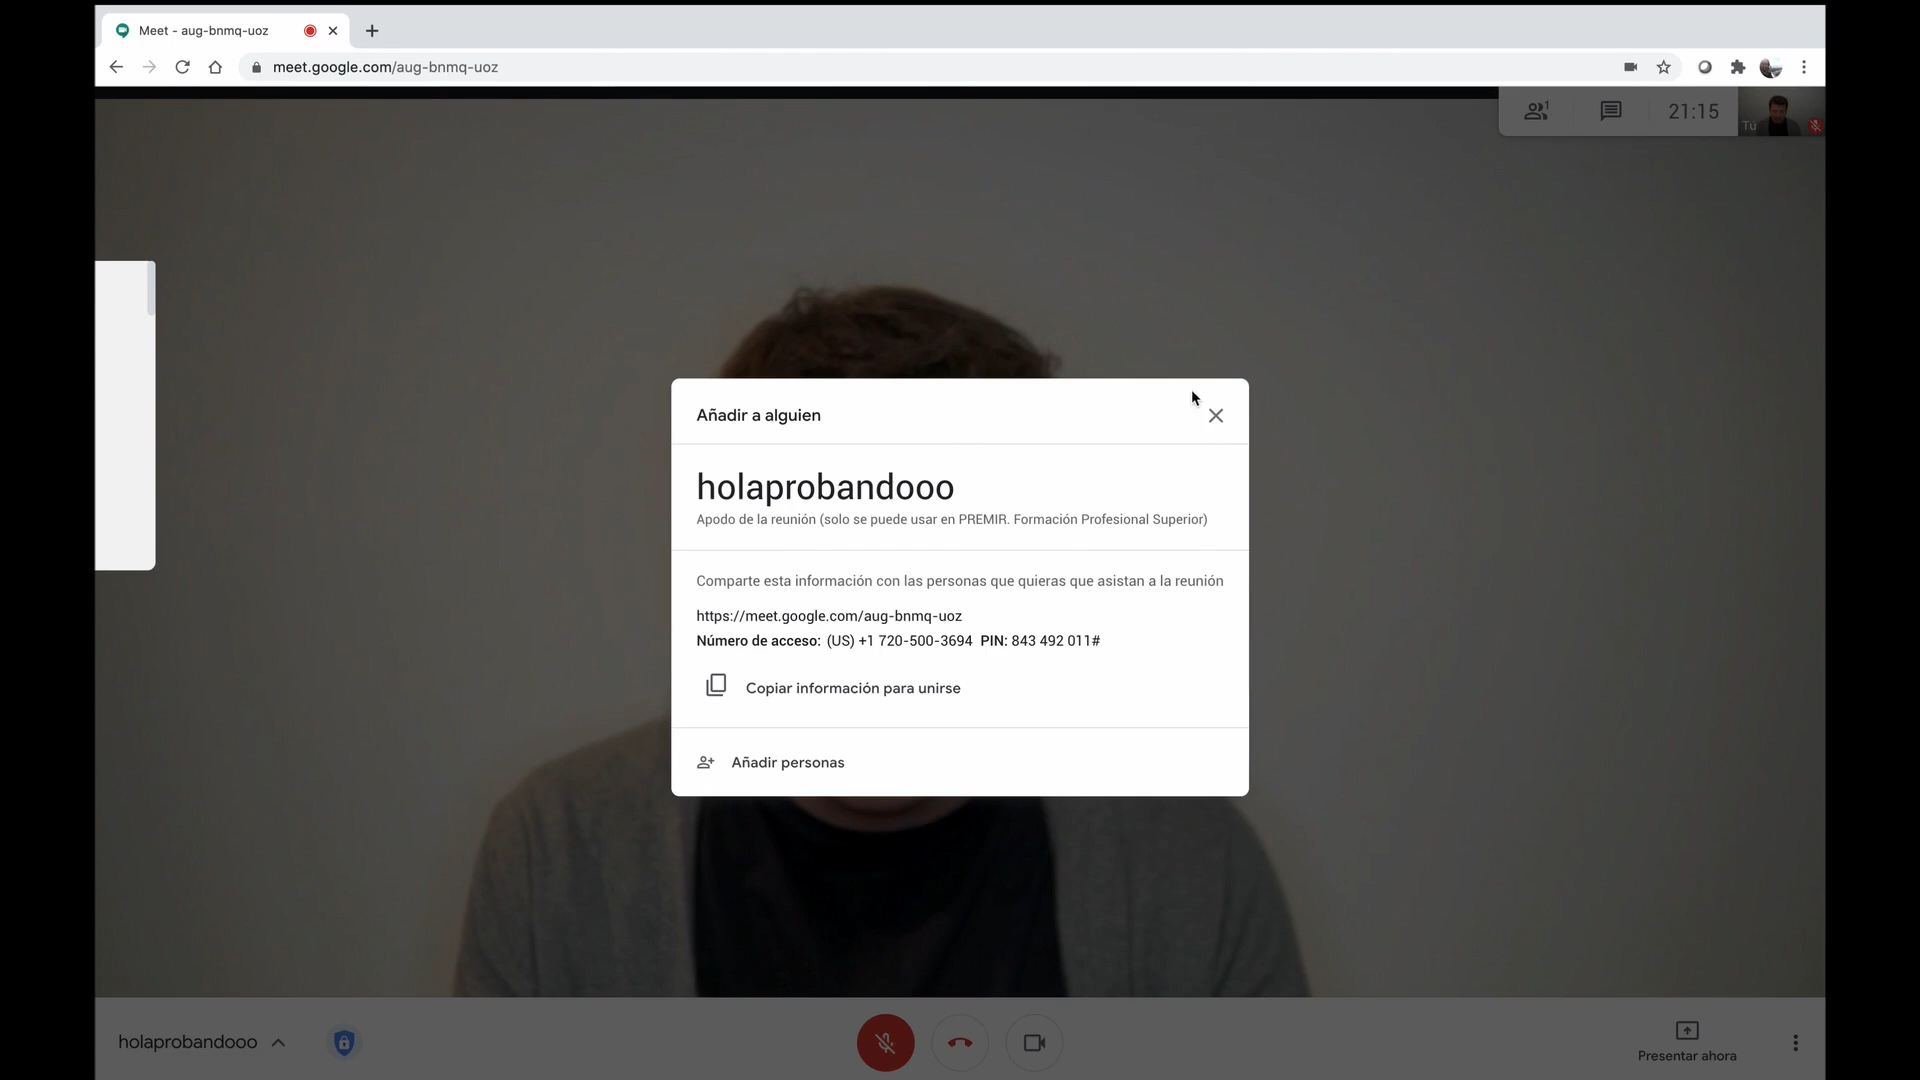 Meet - aug-bnmq-uoz
meet.google.com/aug-bnmq-uoz
1
21:15
Tú
Añadir a alguien
holaprobandooo
Apodo de la reunión (solo se puede usar en PREMIR. Formación Profesional Superior)
Comparte esta información con las personas que quieras que asistan a la reunión
https://meet.google.com/aug-bnmq-uoz
Número de acceso: (US) +1 720-500-3694 PIN: 843 492 011#
Copiar información para unirse
Añadir personas
holaprobandooo
Presentar ahora